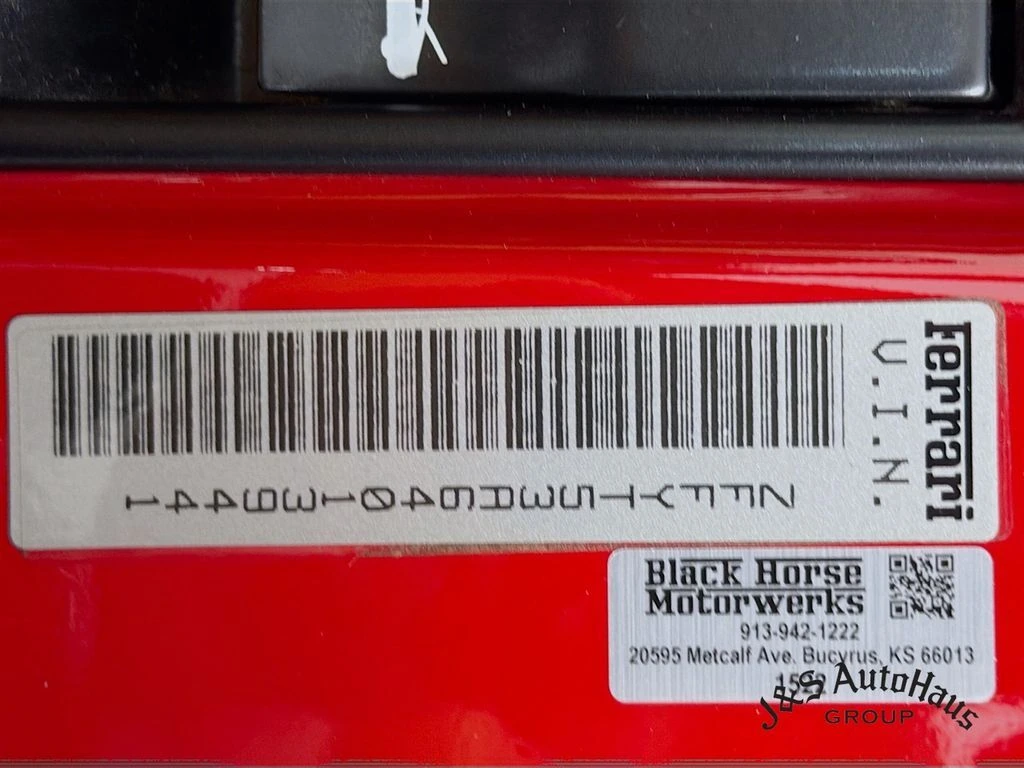 Ferrari
V.I.N.
ZFFYT53A640139441
Black Horse
Motorwerks
913-942-1222
20595 Metcalf Ave. Bucyrus, KS 66013
J&S AutoHaus
GROUP